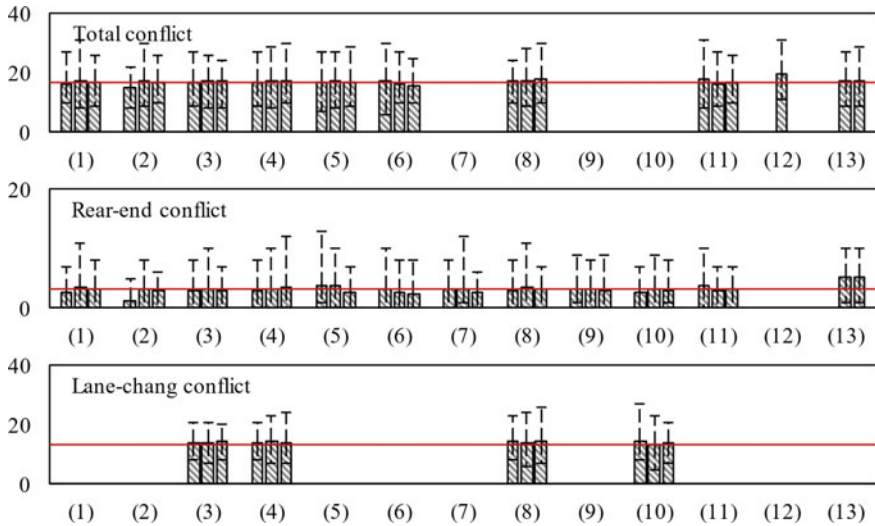 40
Total conflict
20
0
(1) (2) (3) (4) (5) (6) (7) (8) (9) (10) (11) (12) (13)
20
Rear-end conflict
10
0
(1) (2) (3) (4) (5) (6) (7) (8) (9) (10) (11) (12) (13)
40
Lane-chang conflict
20
0
(1) (2) (3) (4) (5) (6) (7) (8) (9) (10) (11) (12) (13)